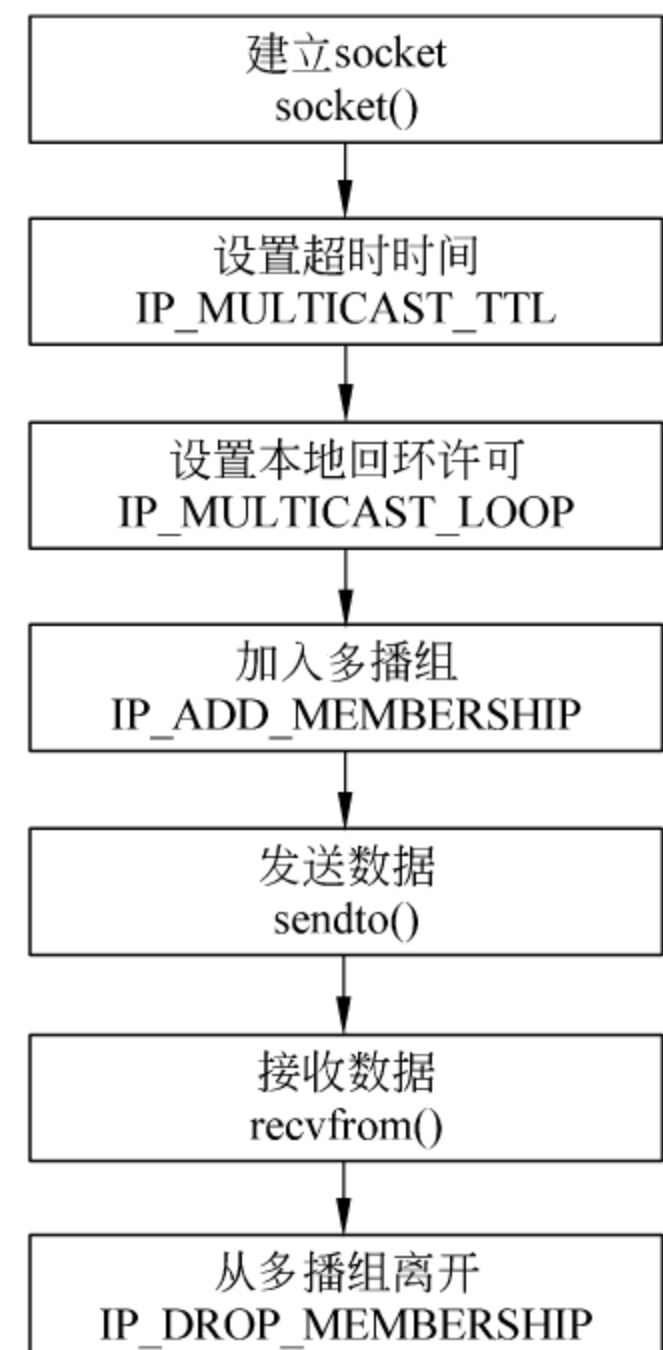 建立socket
socket()
设置超时时间
IP_MULTICAST_TTL
设置本地回环许可
IP_MULTICAST_LOOP
加入多播组
IP_ADD_MEMBERSHIP
发送数据
sendto()
接收数据
recvfrom()
从多播组离开
IP_DROP_MEMBERSHIP